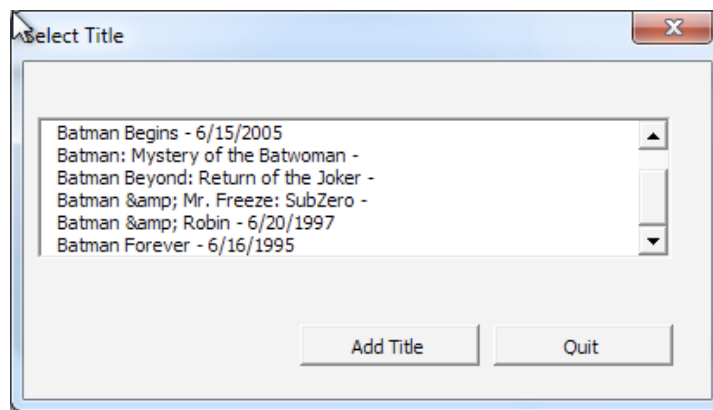 Select Title
Batman Begins - 6/15/2005
Batman: Mystery of the Batwoman -
Batman Beyond: Return of the Joker -
Batman &amp; Mr. Freeze: SubZero -
Batman &amp; Robin - 6/20/1997
Batman Forever - 6/16/1995
Add Title
Quit